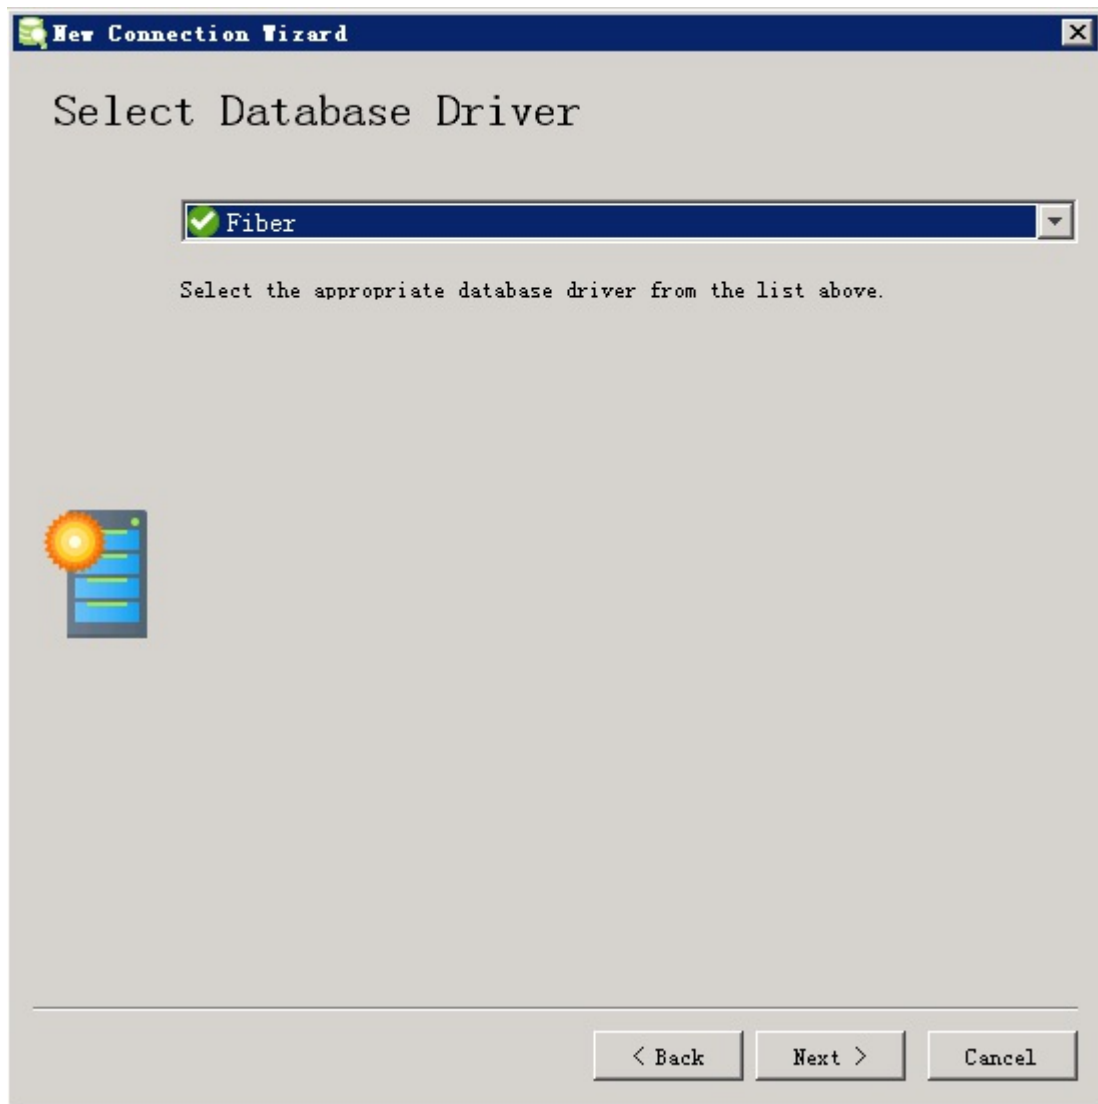 New Connection Wizard
Select Database Driver
Fiber
Select the appropriate database driver from the list above.
< Back
Next >
Cancel